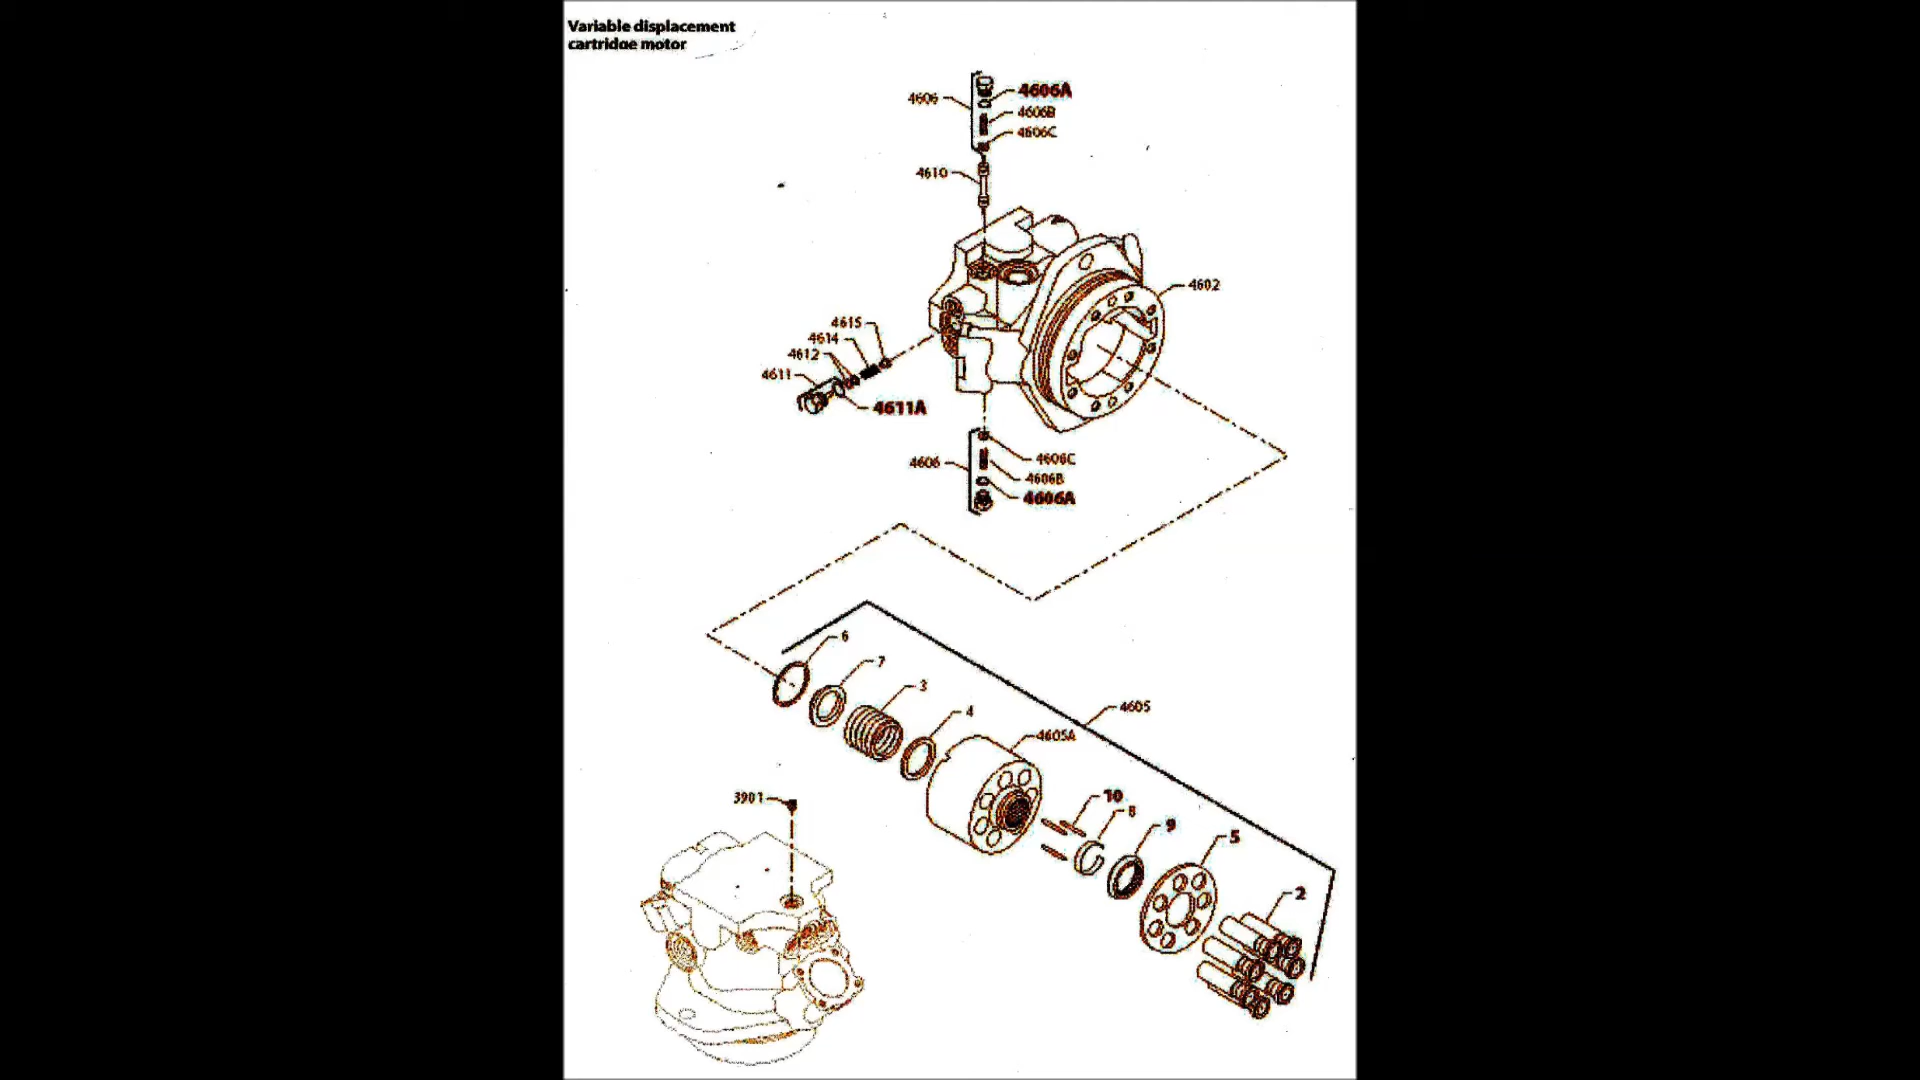 Variable displacement
cartridge motor
4606
4606A
4606B
4606C
4610
4602
4615
4614
4612
4611
4611A
4606
4606C
4606B
4606A
6
7
3
4
4605
4605A
3901
10
8
9
5
2